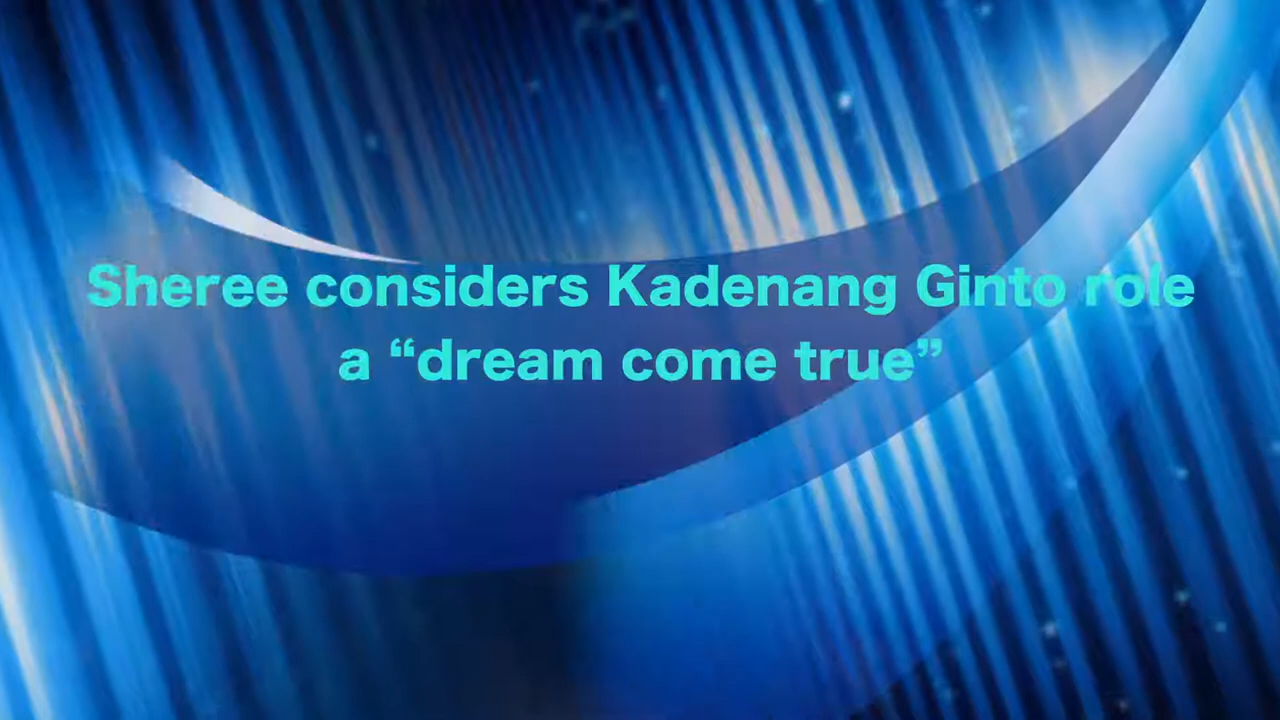 Sheree considers Kadenang Ginto role
a “dream come true”